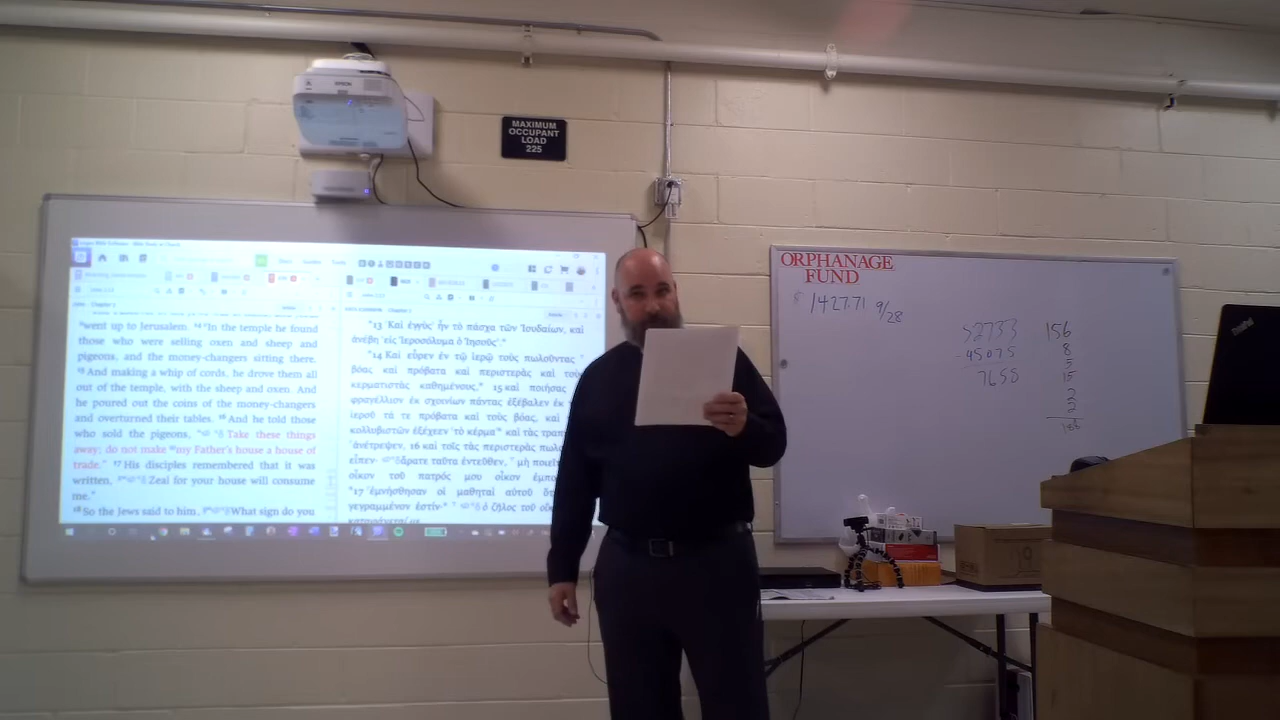 EPSON
MAXIMUM
OCCUPANT
LOAD
225
went up to Jerusalem. 14 In the temple he found
those who were selling oxen and sheep and
pigeons, and the money-changers sitting there.
15 And making a whip of cords, he drove them all
out of the temple, with the sheep and oxen. And
he poured out the coins of the money-changers
and overturned their tables. 16 And he told those
who sold the pigeons, "Take these things
away; do not make my Father's house a house of
trade." 17 His disciples remembered that it was
written, "Zeal for your house will consume
me."
18 So the Jews said to him, "What sign do you
13 Καὶ ἐγγὺς ἦν τὸ πάσχα τῶν Ἰουδαίων, καὶ
ἀνέβη εἰς Ἱεροσόλυμα ὁ Ἰησοῦς.
14 Καὶ εὗρεν ἐν τῷ ἱερῷ τοὺς πωλοῦντας
βόας καὶ πρόβατα καὶ περιστερὰς καὶ τοὺς
κερματιστὰς καθημένους, 15 καὶ ποιήσας
φραγέλλιον ἐκ σχοινίων πάντας ἐξέβαλεν ἐκ
ἱεροῦ τά τε πρόβατα καὶ τοὺς βόας, καὶ
κολλυβιστῶν ἐξέχεεν τὸ κέρμα καὶ τὰς
ἀνέτρεψεν, 16 καὶ τοῖς τὰς περιστερὰς
εἶπεν· ἄρατε ταῦτα ἐντεῦθεν, μὴ
οἶκον τοῦ πατρός μου οἶκον
17 ἐμνήσθησαν οἱ μαθηταὶ αὐτοῦ
γεγραμμένον ἐστίν· ὁ ζῆλος τοῦ
ORPHANAGE
FUND
1427.71 9/28
52733
-45075
7658
156
8
5
15
2
2
ThinkPad